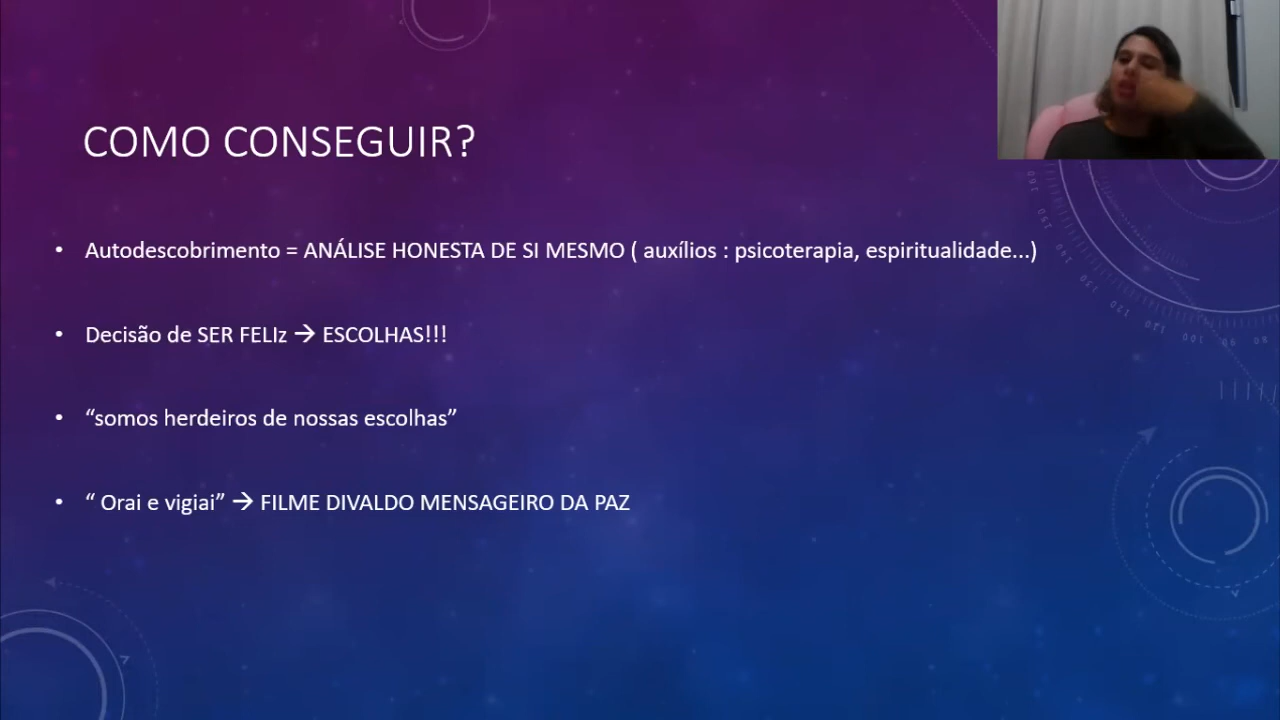 COMO CONSEGUIR?
• Autodescobrimento = ANÁLISE HONESTA DE SI MESMO ( auxílios : psicoterapia, espiritualidade...)
• Decisão de SER FELIz → ESCOLHAS!!!
• “somos herdeiros de nossas escolhas”
• “ Orai e vigiai” → FILME DIVALDO MENSAGEIRO DA PAZ